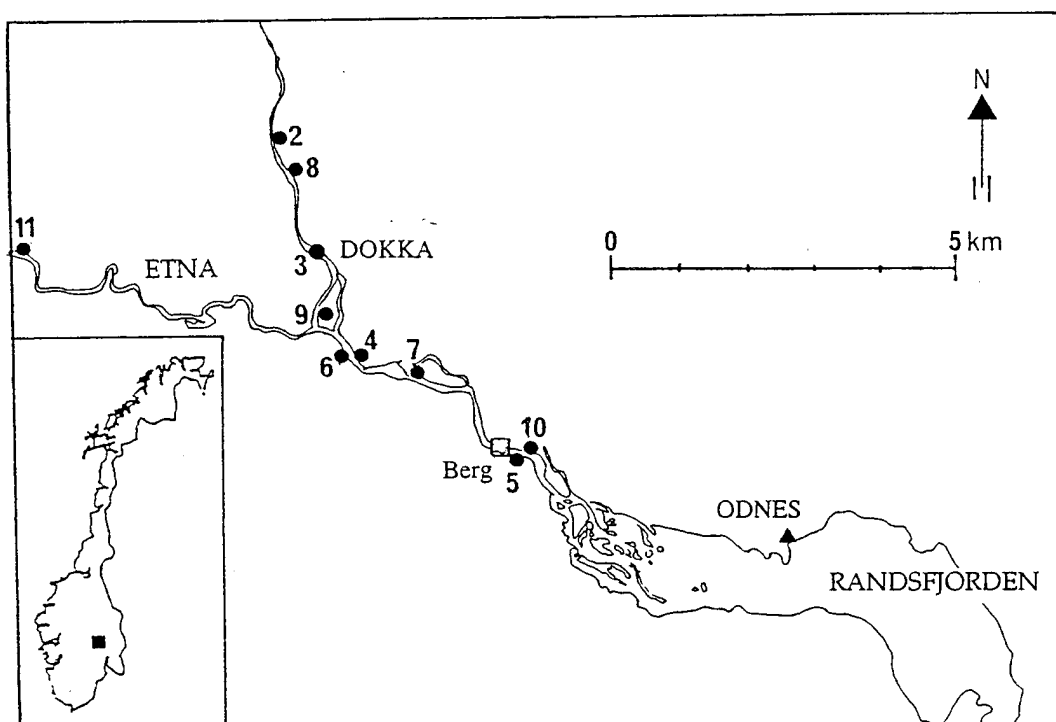 N
2
8
0 5 km
11
ETNA
3
DOKKA
9
6
4
7
10
Berg
5
ODNES
RANDSFJORDEN